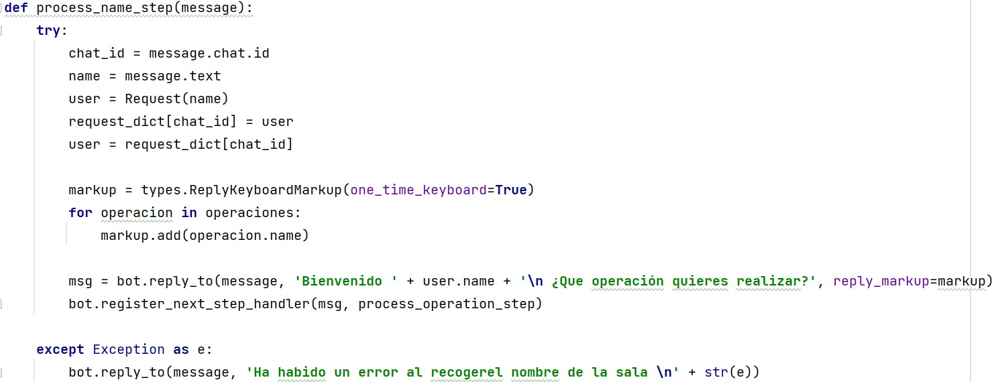 def process_name_step(message):
    try:
        chat_id = message.chat.id
        name = message.text
        user = Request(name)
        request_dict[chat_id] = user
        user = request_dict[chat_id]
        markup = types.ReplyKeyboardMarkup(one_time_keyboard=True)
        for operacion in operaciones:
            markup.add(operacion.name)
        msg = bot.reply_to(message, 'Bienvenido ' + user.name + '\n ¿Que operación quieres realizar?', reply_markup=markup)
        bot.register_next_step_handler(msg, process_operation_step)
    except Exception as e:
        bot.reply_to(message, 'Ha habido un error al recogerel nombre de la sala \n' + str(e))